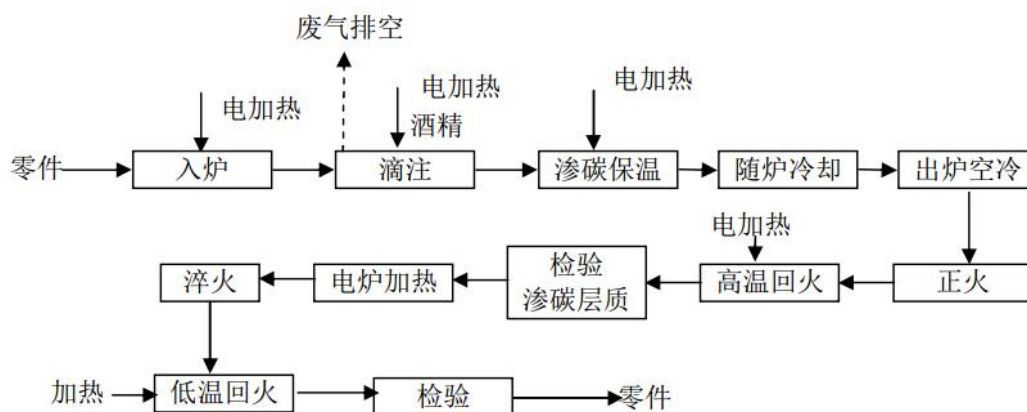 废气排空
电加热
电加热
酒精
电加热
零件
入炉
滴注
渗碳保温
随炉冷却
出炉空冷
电加热
淬火
电炉加热
检验
渗碳层质
高温回火
正火
加热
低温回火
检验
零件